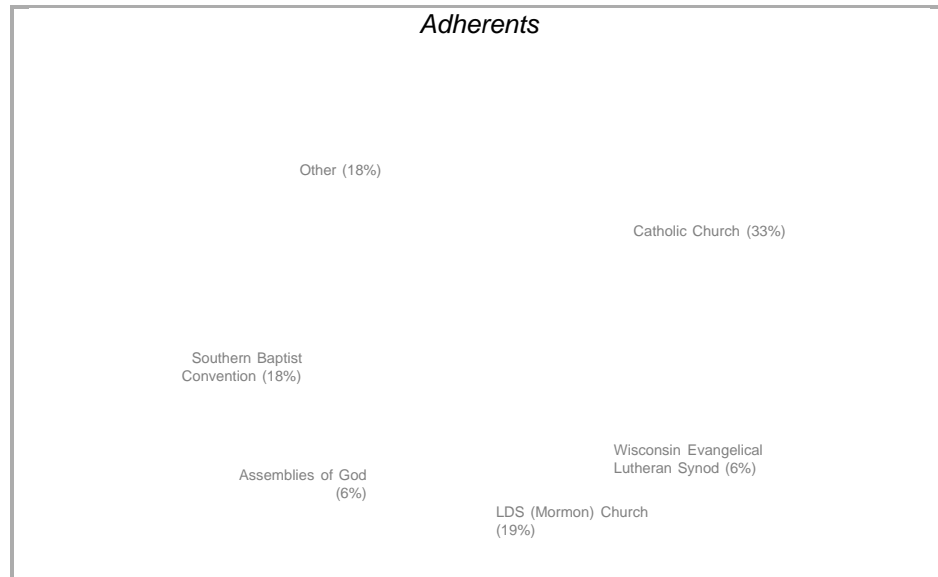 Adherents
Other (18%)
Catholic Church (33%)
Southern Baptist
Convention (18%)
Wisconsin Evangelical
Lutheran Synod (6%)
Assemblies of God
(6%)
LDS (Mormon) Church
(19%)